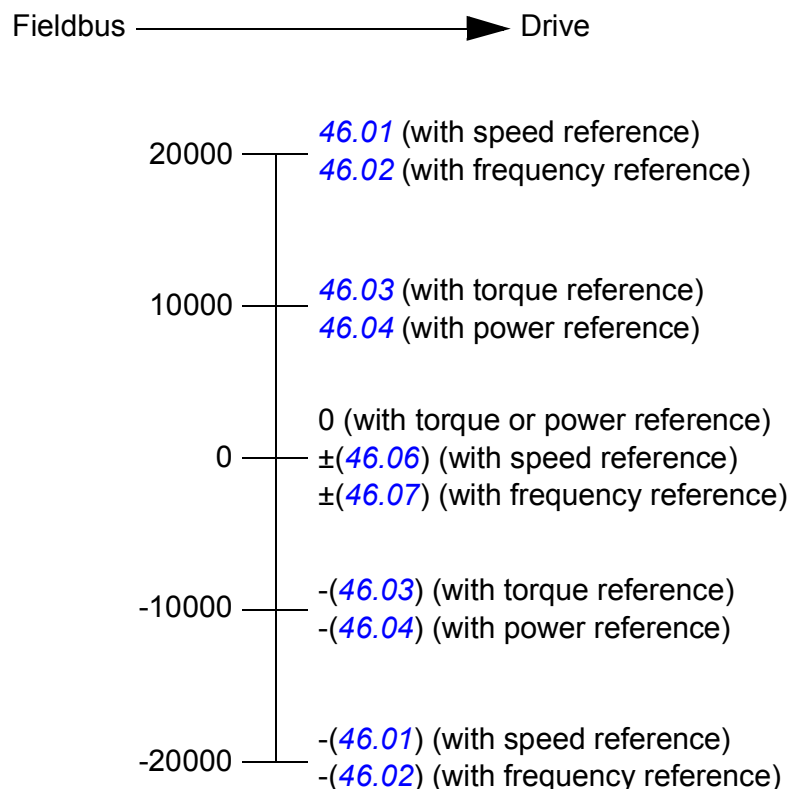 Fieldbus Drive
46.01 (with speed reference)
20000
46.02 (with frequency reference)
46.03 (with torque reference)
10000
46.04 (with power reference)
0 (with torque or power reference)
0 ±(46.06) (with speed reference)
±(46.07) (with frequency reference)
-(46.03) (with torque reference)
-10000
-(46.04) (with power reference)
-(46.01) (with speed reference)
-20000
-(46.02) (with frequency reference)